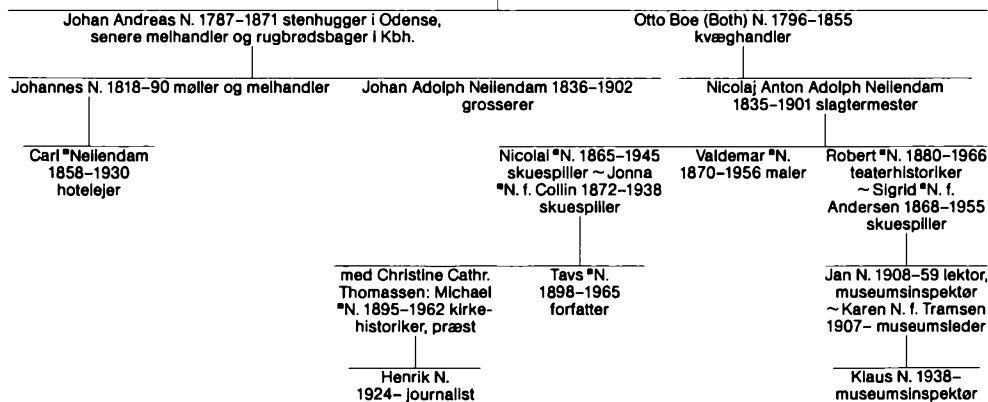 Johan Andreas N. 1787–1871 stenhugger i Odense,
senere melhandler og rugbrødsbager i Kbh.
Otto Boe (Both) N. 1796–1855
kvæghandler
Johannes N. 1818–90 møller og melhandler
Johan Adolph Neiiendam 1836–1902
grosserer
Nicolaj Anton Adolph Neiiendam
1835–1901 slagtermester
Carl ■Neiiendam
1858–1930
hotelejer
Nicolai ■N. 1865–1945
skuespiller ~ Jonna
■N. f. Collin 1872–1938
skuespiller
Valdemar ■N.
1870–1956 maler
Robert ■N. 1880–1966
teaterhistoriker
~ Sigrid ■N. f.
Andersen 1868–1955
skuespiller
med Christine Cathr.
Thomassen: Michael
■N. 1895–1962 kirke-
historiker, præst
Tavs ■N.
1898–1965
forfatter
Jan N. 1908–59 lektor,
museumsinspektør
~ Karen N. f. Tramsen
1907– museumsleder
Henrik N.
1924– journalist
Klaus N. 1938–
museumsinspektør